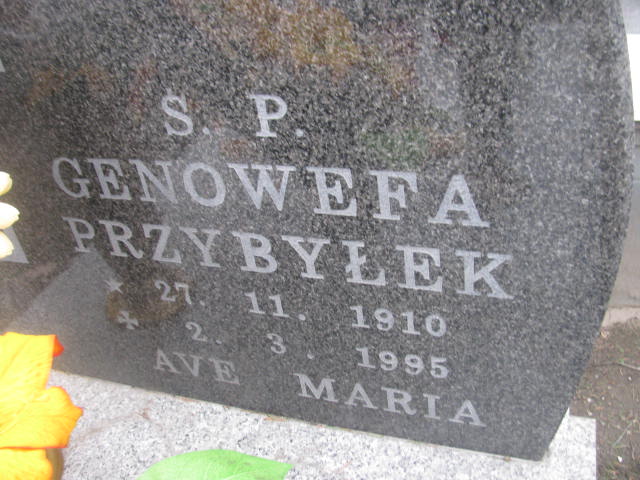 S. P.
GENOWEFA
PRZYBYŁEK
* 27. 11. 1910
+ 2. 3. 1995
AVE MARIA